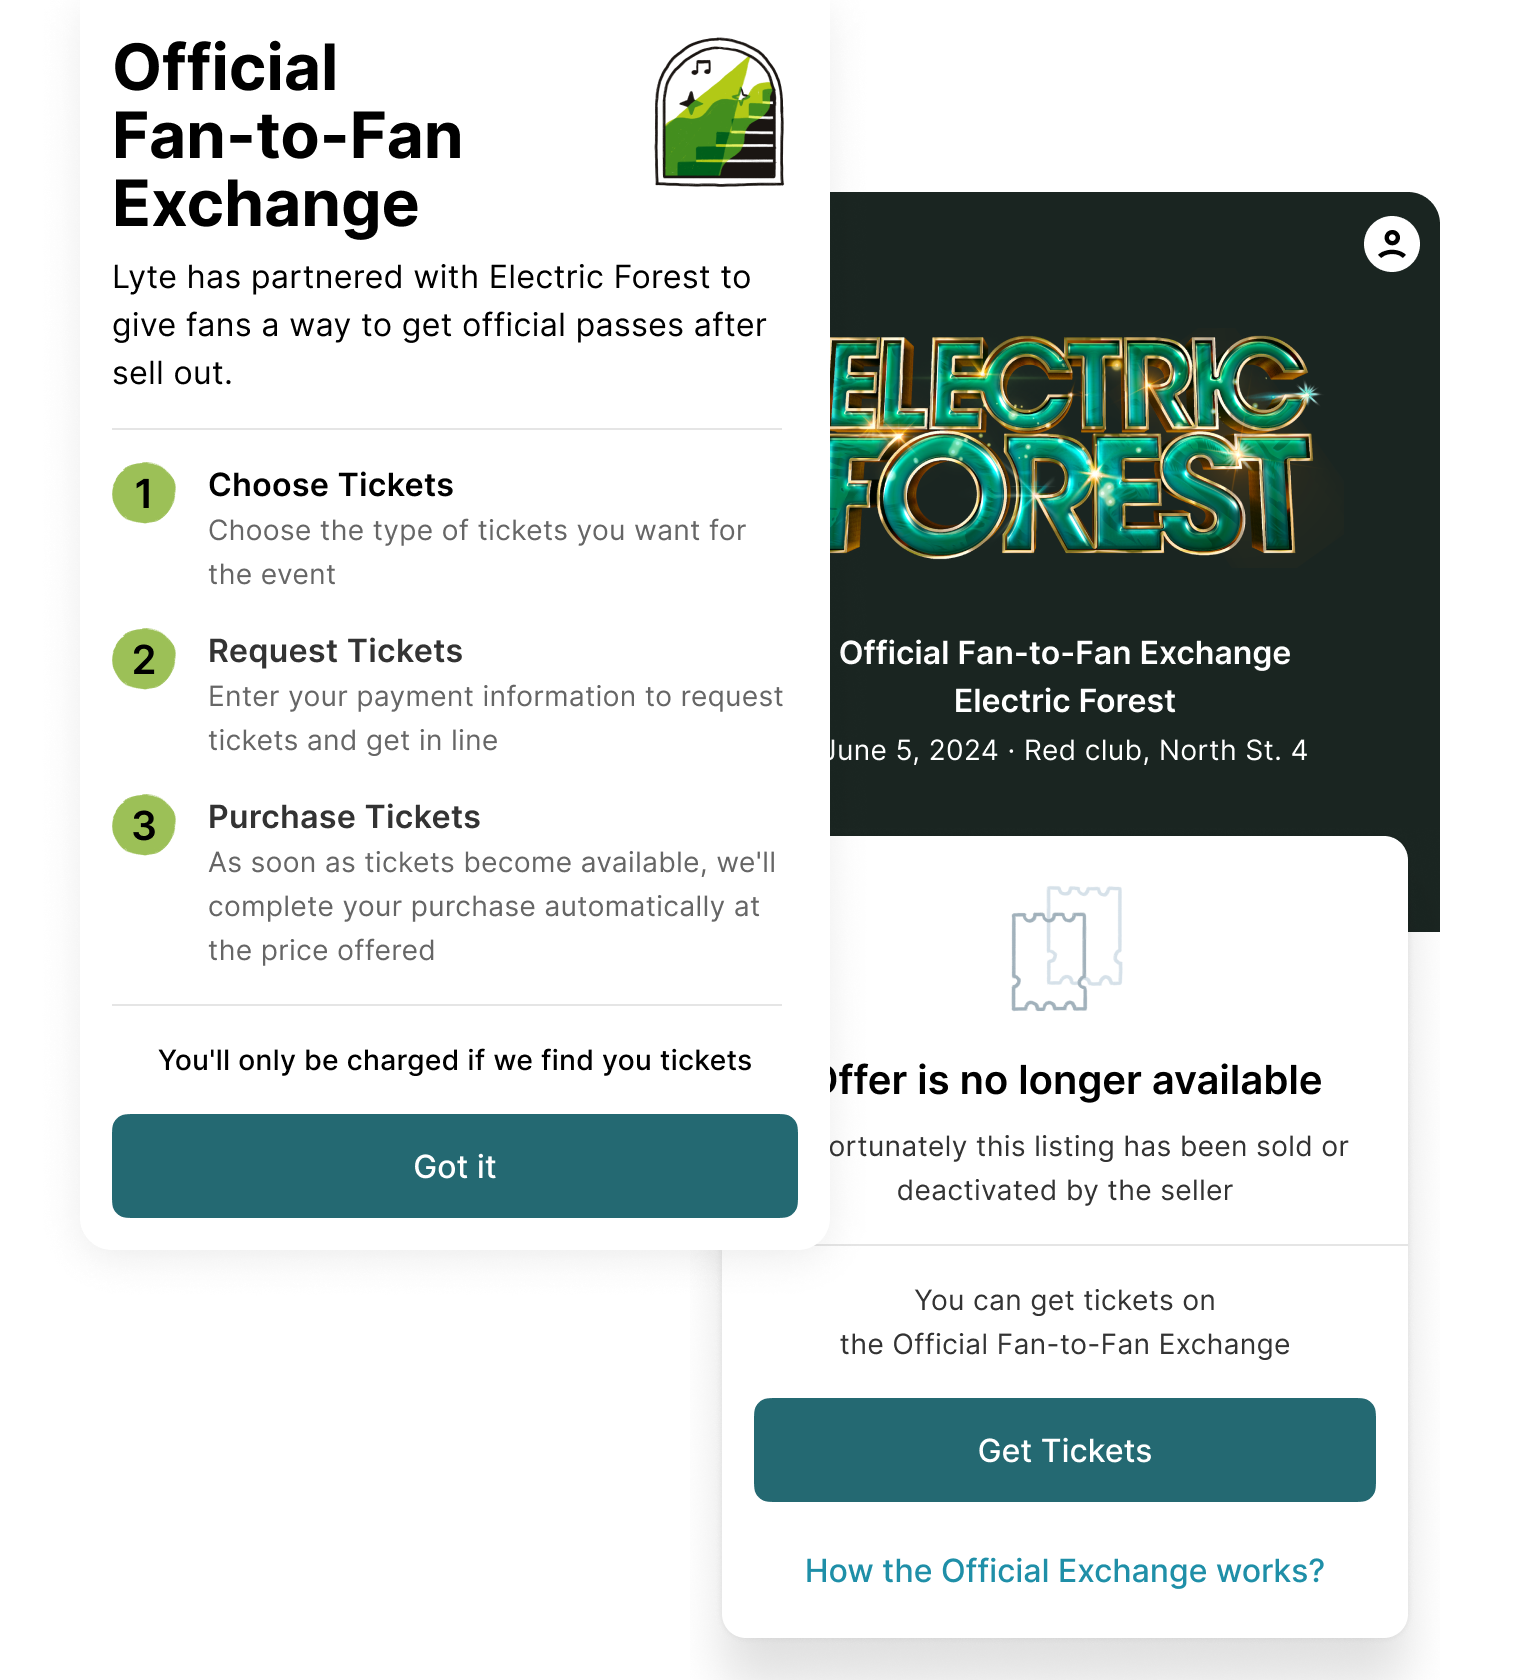 Official
Fan-to-Fan
Exchange
Lyte has partnered with Electric Forest to
give fans a way to get official passes after
sell out.
1
Choose Tickets
Choose the type of tickets you want for
the event
2
Request Tickets
Enter your payment information to request
tickets and get in line
3
Purchase Tickets
As soon as tickets become available, we'll
complete your purchase automatically at
the price offered
You'll only be charged if we find you tickets
Got it
ELECTRIC
FOREST
Official Fan-to-Fan Exchange
Electric Forest
June 5, 2024 · Red club, North St. 4
Offer is no longer available
ortunately this listing has been sold or
deactivated by the seller
You can get tickets on
the Official Fan-to-Fan Exchange
Get Tickets
How the Official Exchange works?